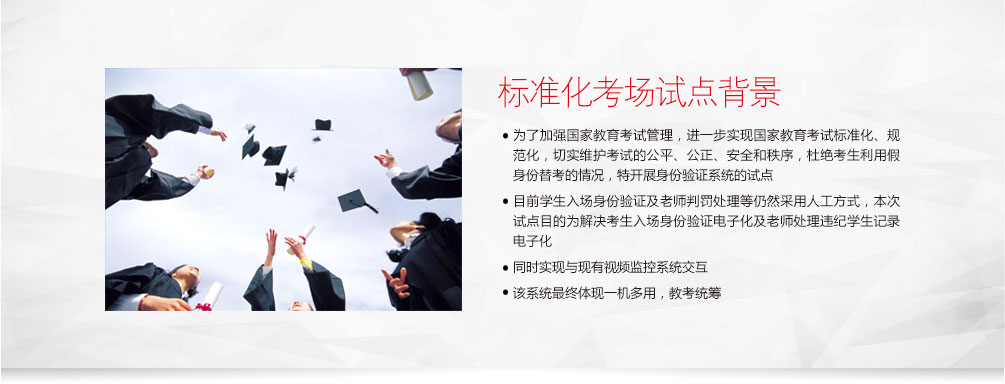 标准化考场试点背景
为了加强国家教育考试管理，进一步实现国家教育考试标准化、规
范化，切实维护考试的公平、公正、安全和秩序，杜绝考生利用假
身份替考的情况，特开展身份验证系统的试点
目前学生入场身份验证及老师判罚处理等仍然采用人工方式，本次
试点目的为解决考生入场身份验证电子化及老师处理违纪学生记录
电子化
同时实现与现有视频监控系统交互
该系统最终体现一机多用，教考统筹